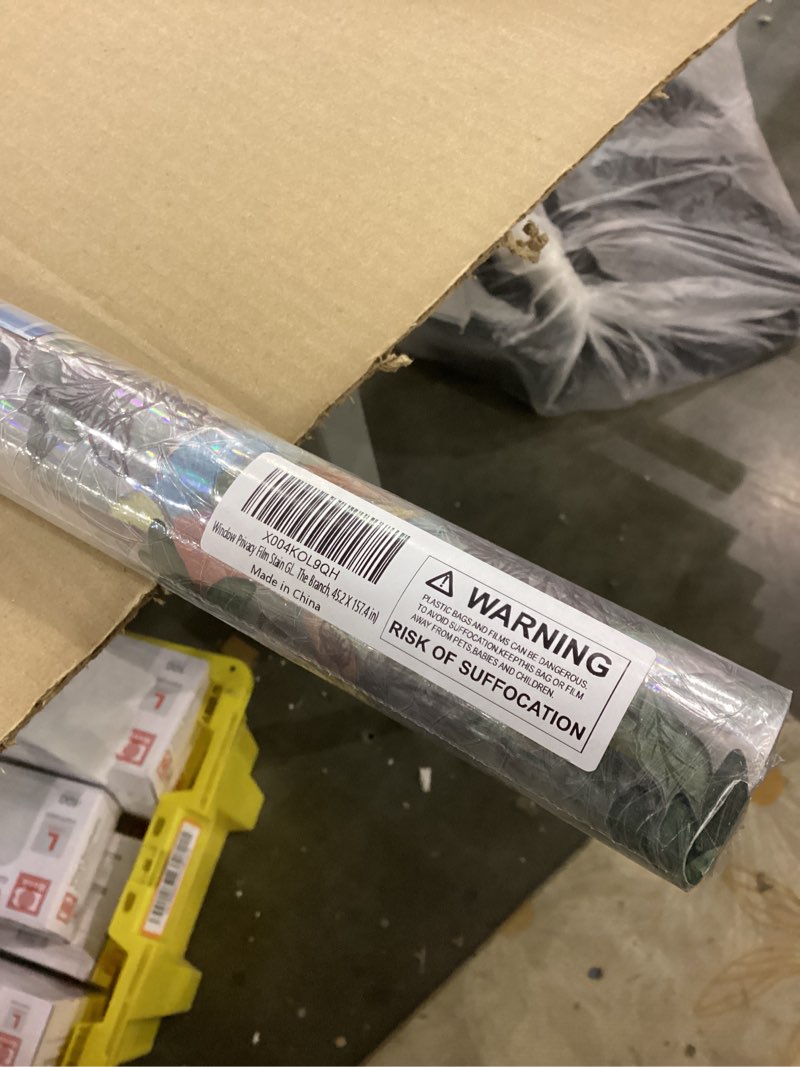 X004KOL9QH
Window Privacy Film Stain GL. The Branch, 45.2 X 157.4 in)
Made in China
WARNING
PLASTIC BAGS AND FILMS CAN BE DANGEROUS.
TO AVOID SUFFOCATION,KEEPTHIS BAG OR FILM
AWAY FROM PETS,BABIES AND CHILDREN.
RISK OF SUFFOCATION
L
L
L